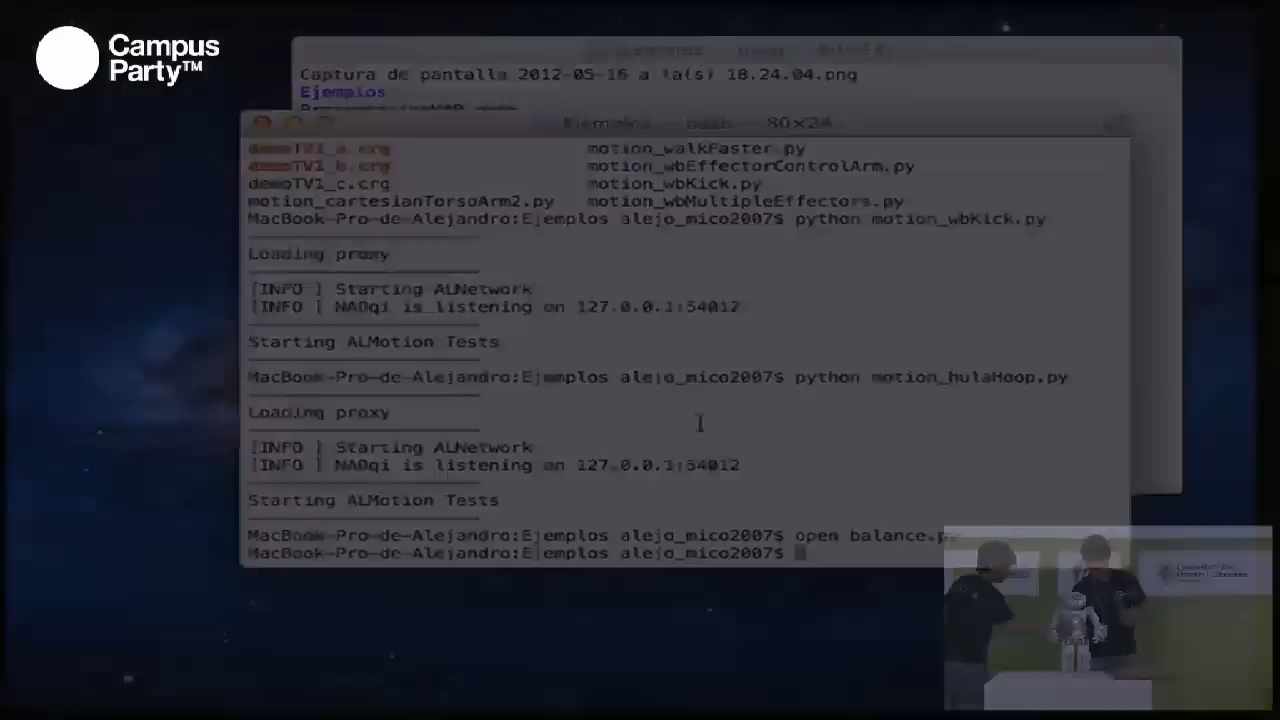 Campus
Party™
Captura de pantalla 2012-05-16 a la(s) 18.24.04.png
Ejemplos
Ejemplos — bash — 80×24
demoTV1_a.crg motion_walkFaster.py
demoTV1_b.crg motion_wbEffectorControlArm.py
demoTV1_c.crg motion_wbKick.py
motion_cartesianTorsoArm2.py motion_wbMultipleEffectors.py
MacBook-Pro-de-Alejandro:Ejemplos alejo_mico2007$ python motion_wbKick.py
Loading proxy
[INFO ] Starting ALNetwork
[INFO ] NAOqi is listening on 127.0.0.1:54012
Starting ALMotion Tests
MacBook-Pro-de-Alejandro:Ejemplos alejo_mico2007$ python motion_hulaHoop.py
Loading proxy
[INFO ] Starting ALNetwork
[INFO ] NAOqi is listening on 127.0.0.1:54012
Starting ALMotion Tests
MacBook-Pro-de-Alejandro:Ejemplos alejo_mico2007$ open balance.py
MacBook-Pro-de-Alejandro:Ejemplos alejo_mico2007$